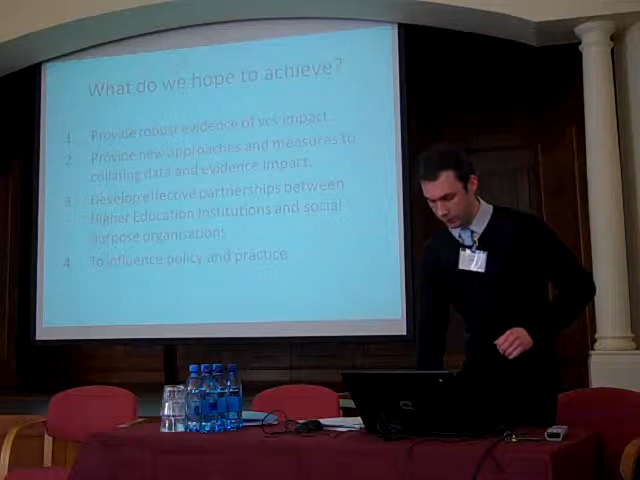 What do we hope to achieve?
1. Provide robust evidence of vcs impact.
2. Provide new approaches and measures to
collating data and evidence impact.
3. Develop effective partnerships between
Higher Education Institutions and social
purpose organisations
4. To influence policy and practice